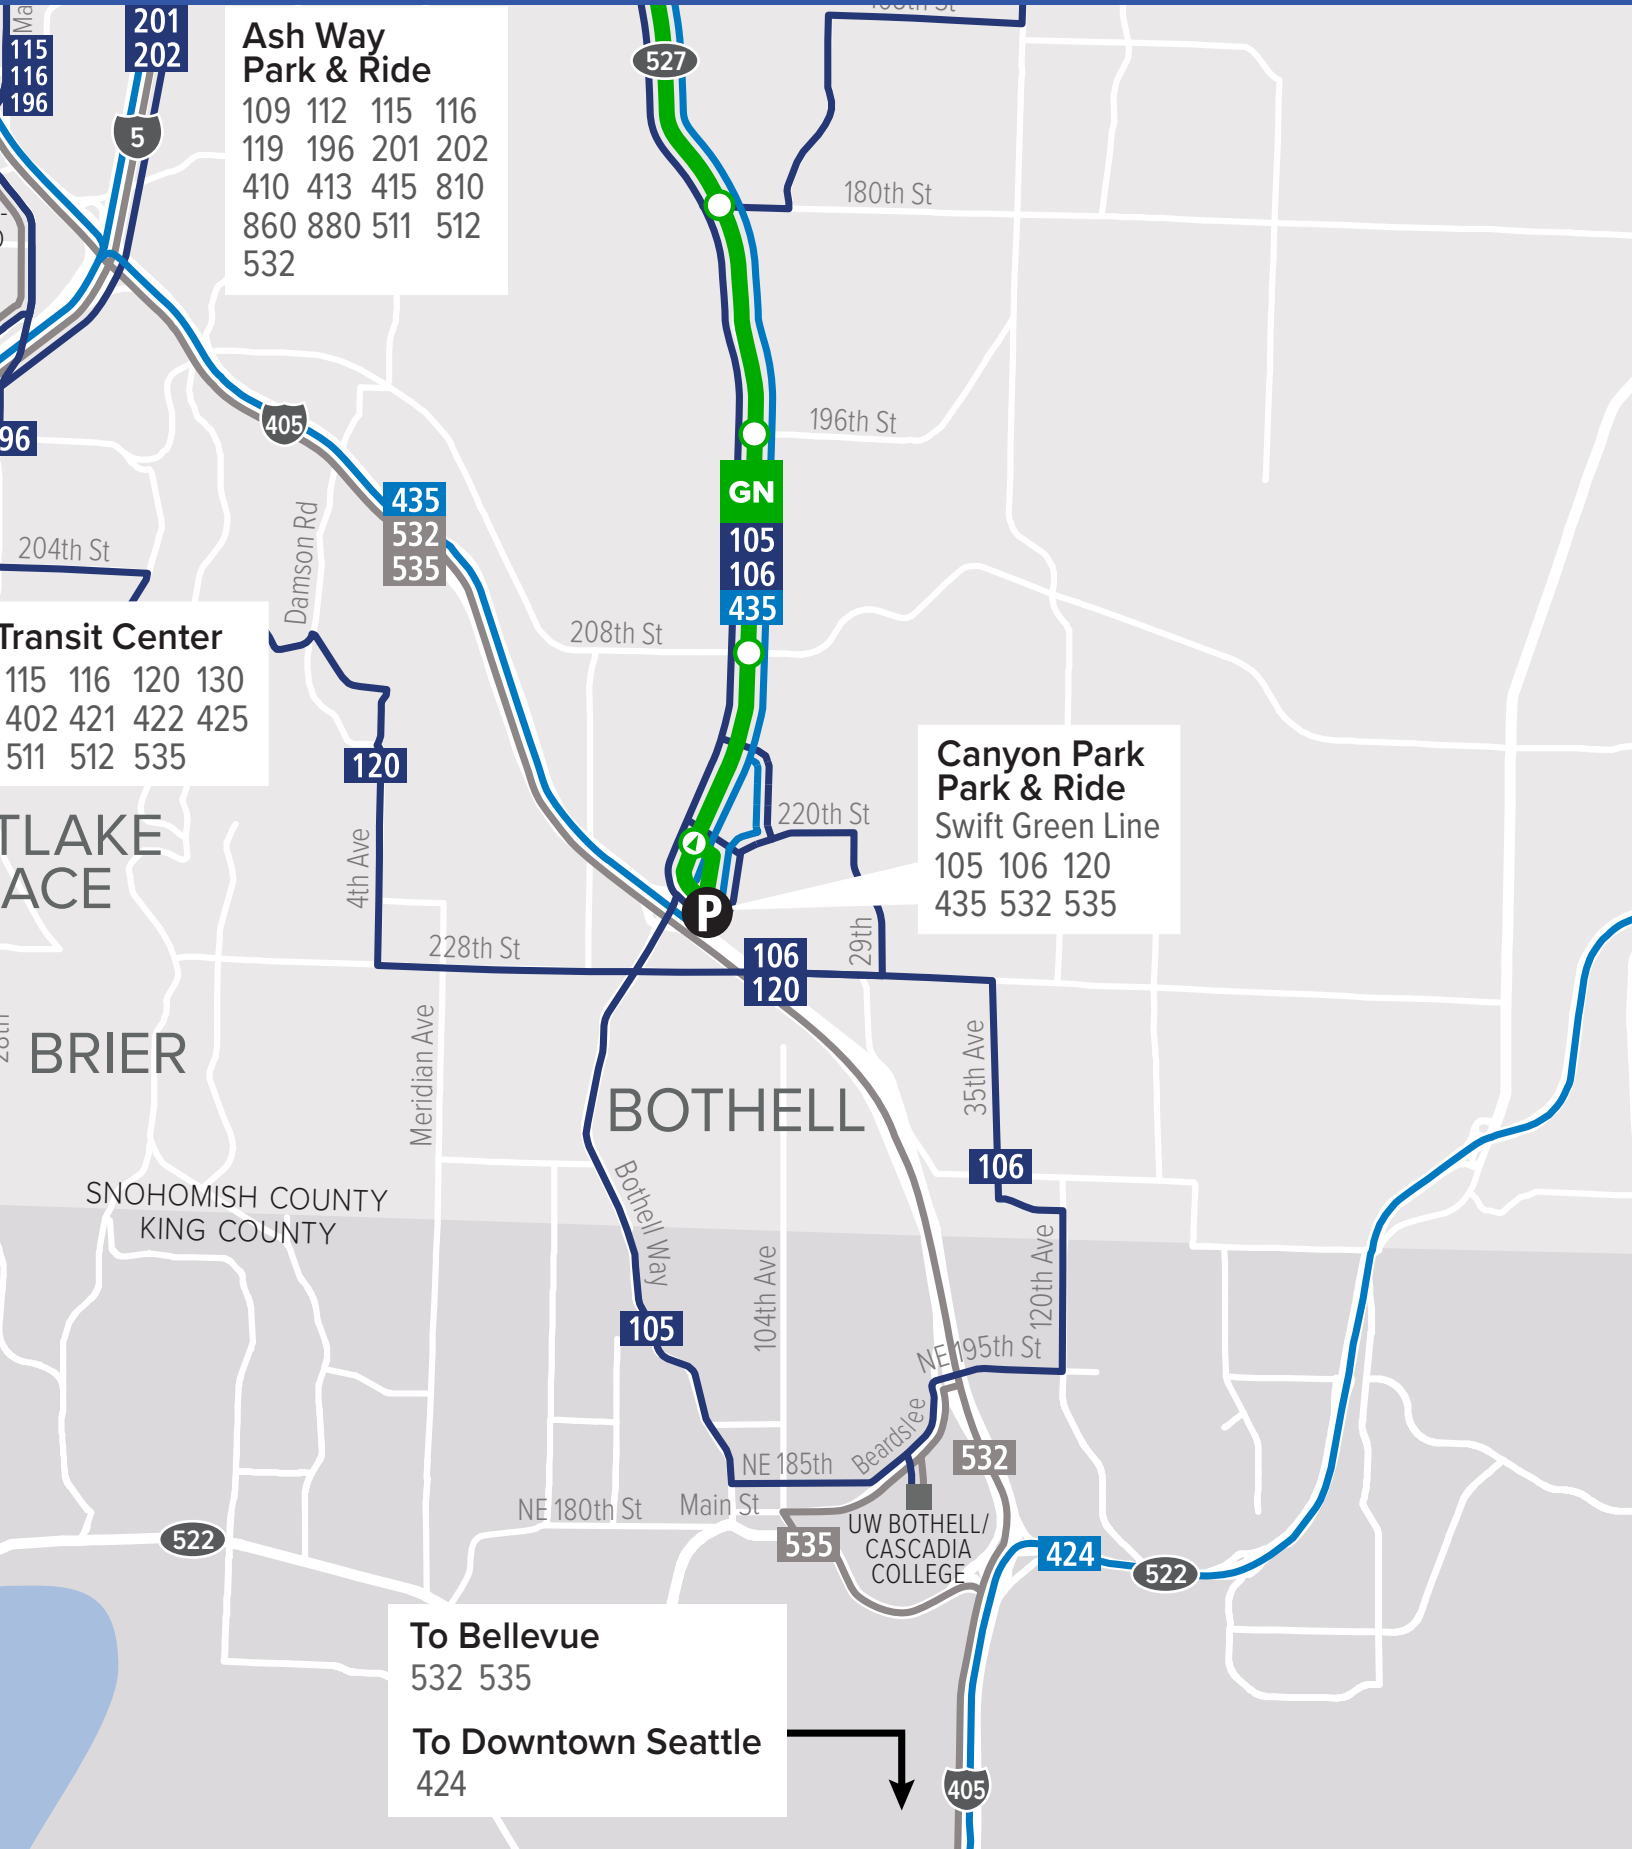 201
202
115
116
196
5
Ash Way
Park & Ride
109 112 115 116
119 196 201 202
410 413 415 810
860 880 511 512
532
527
180th St
405
196th St
96
435
532
535
GN
105
106
435
204th St
Damson Rd
208th St
Transit Center
115 116 120 130
402 421 422 425
511 512 535
120
Canyon Park
Park & Ride
Swift Green Line
105 106 120
435 532 535
220th St
TLAKE
ACE
4th Ave
P
29th
228th St
106
120
28th
BRIER
Meridian Ave
BOTHELL
35th Ave
106
SNOHOMISH COUNTY
KING COUNTY
Bothell Way
104th Ave
120th Ave
105
NE 195th St
Beardslee
NE 185th
532
NE 180th St
Main St
522
535
UW BOTHELL/
CASCADIA
COLLEGE
424
522
To Bellevue
532 535
To Downtown Seattle
424
405